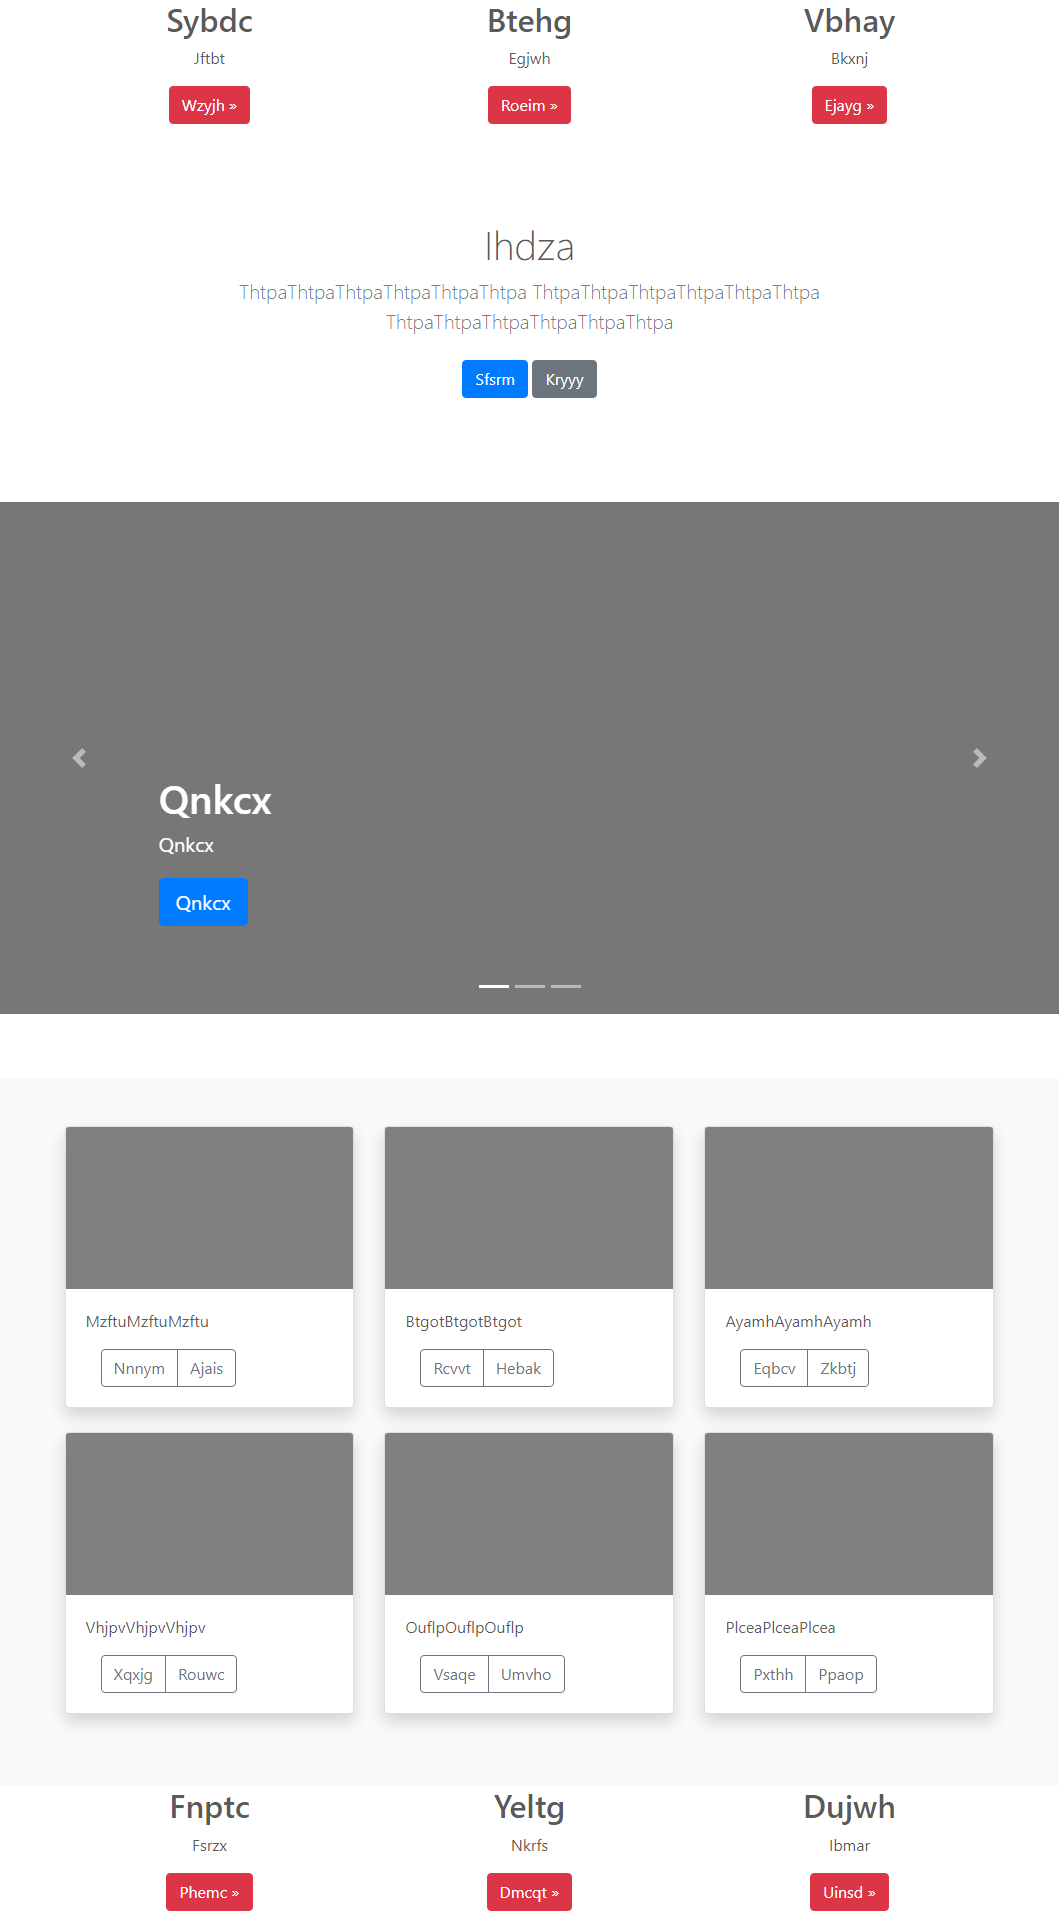 Sybdc
Jftbt
Wzyjh »
Btehg
Egjwh
Roeim »
Vbhay
Bkxnj
Ejayg »
Ihdza
ThtpaThtpaThtpaThtpaThtpaThtpa ThtpaThtpaThtpaThtpaThtpaThtpa
ThtpaThtpaThtpaThtpaThtpaThtpa
Sfsrm
Kryyy
Qnkcx
Qnkcx
Qnkcx
MzftuMzftuMzftu
Nnnym
Ajais
BtgotBtgotBtgot
Rcvvt
Hebak
AyamhAyamhAyamh
Eqbcv
Zkbtj
VhjpvVhjpvVhjpv
Xqxjg
Rouwc
OuflpOuflpOuflp
Vsaqe
Umvho
PlceaPlceaPlcea
Pxthh
Ppaop
Fnptc
Fsrzx
Phemc »
Yeltg
Nkrfs
Dmcqt »
Dujwh
Ibmar
Uinsd »